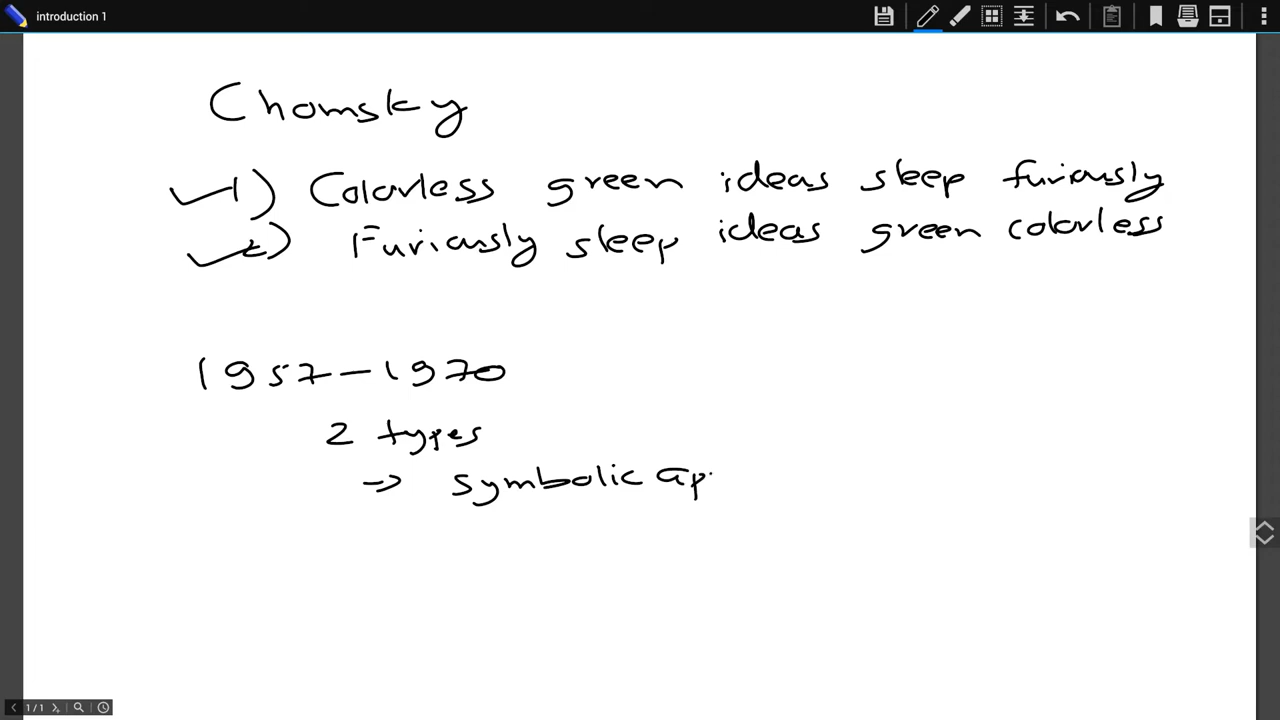 introduction 1
Chomsky
1) Colorless green ideas sleep furiously
2) Furiously sleep ideas green colorless
1957-1970
2 types
→ symbolic ap
1/1